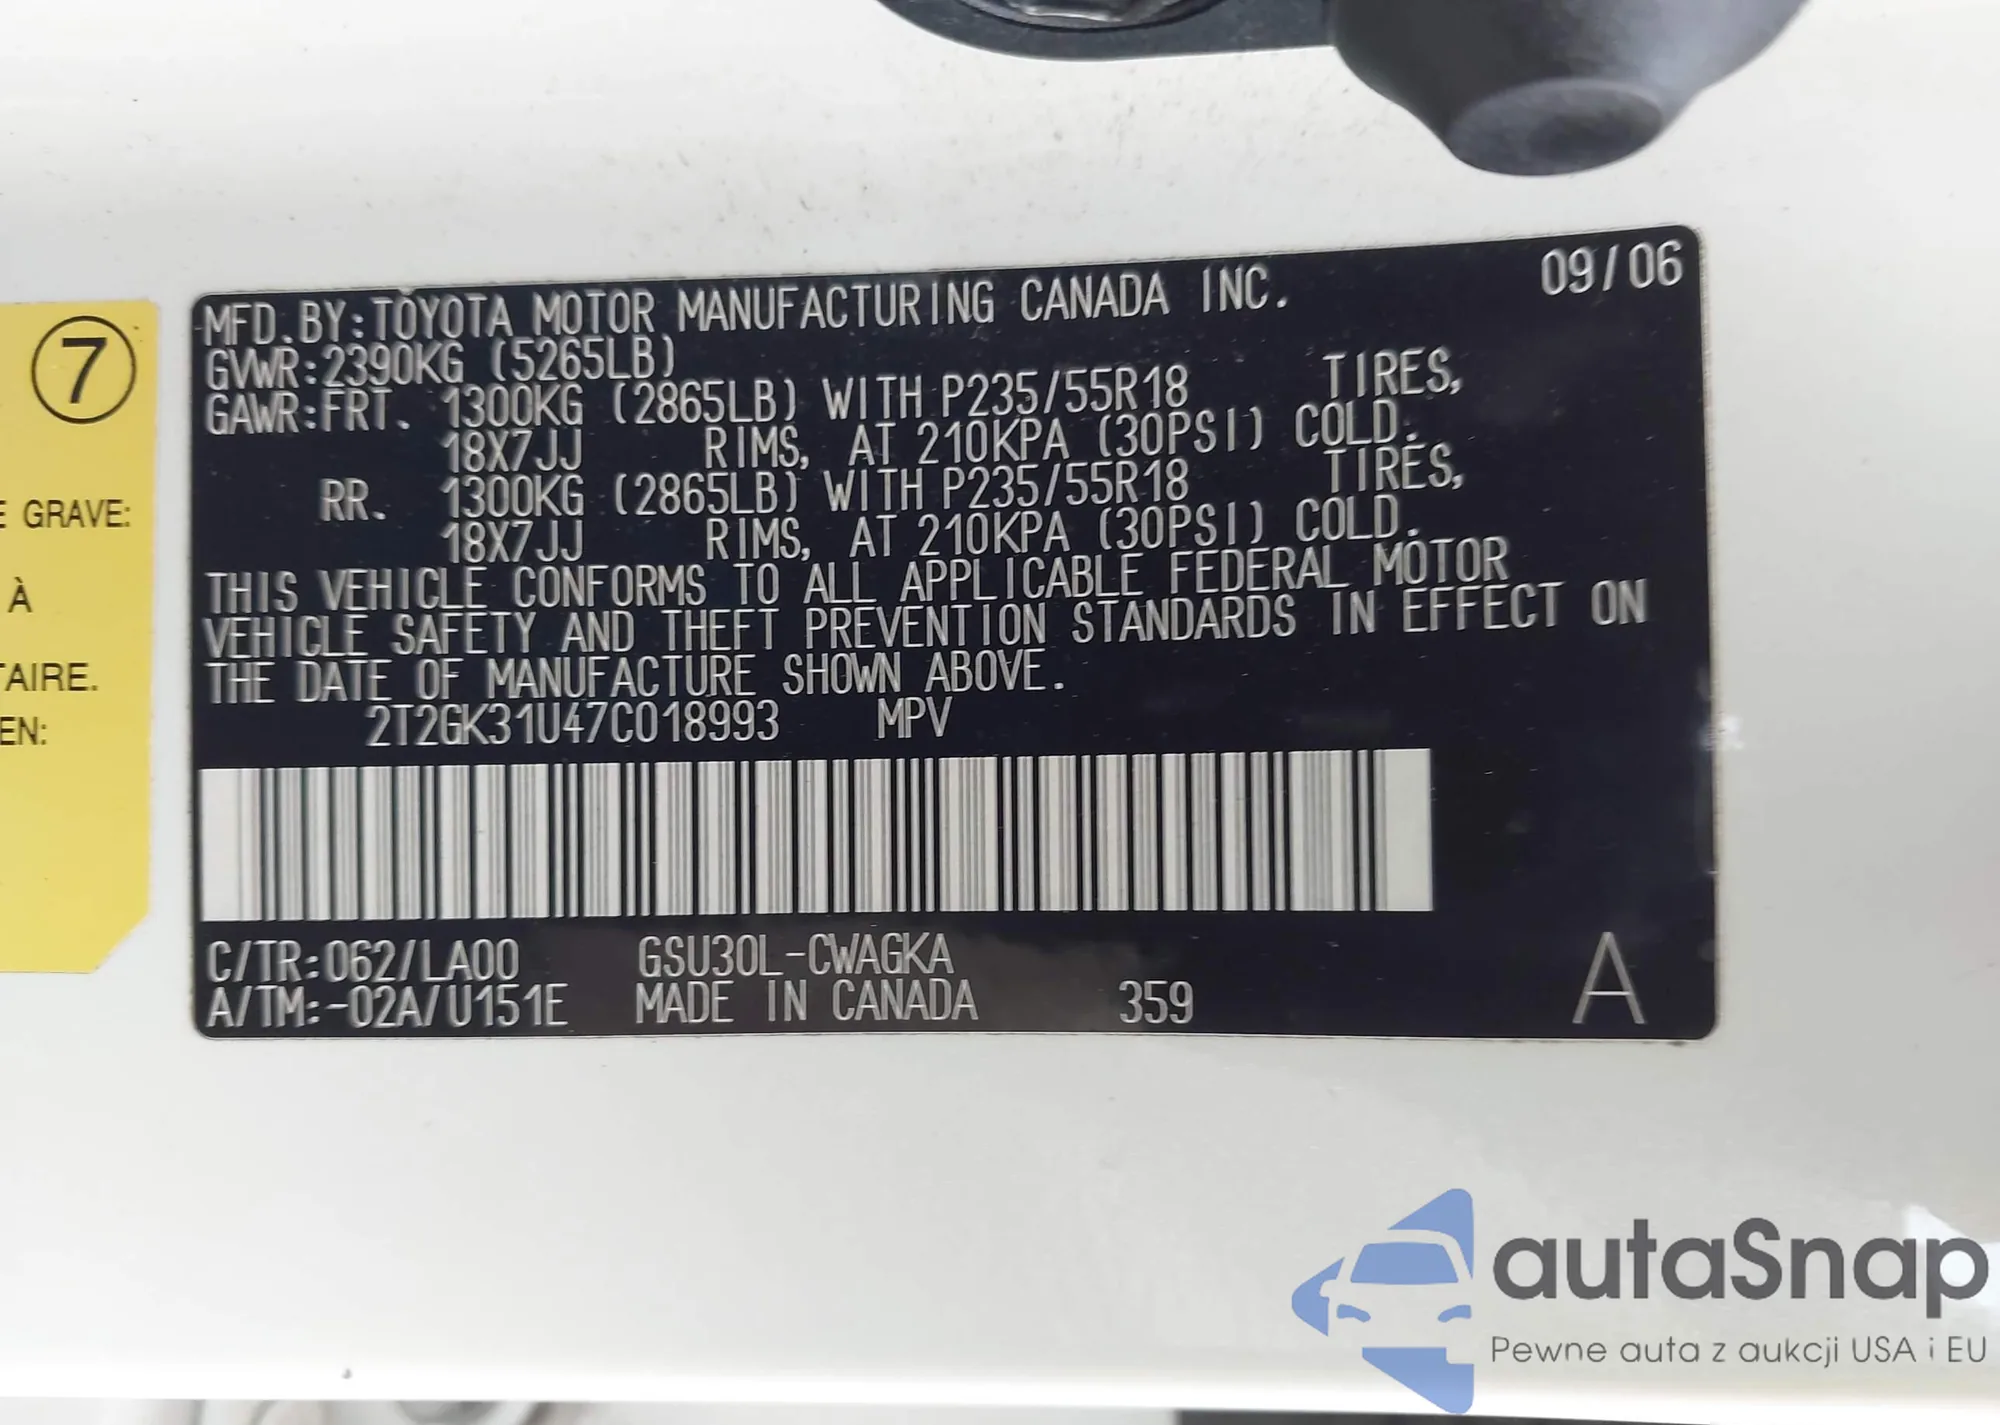 7
E GRAVE:
À
TAIRE.
EN:
09/06
MFD.BY:TOYOTA MOTOR MANUFACTURING CANADA INC.
GVWR:2390KG (5265LB)
GAWR:FRT. 1300KG (2865LB) WITH P235/55R18 TIRES,
18X7JJ RIMS, AT 210KPA (30PSI) COLD.
RR. 1300KG (2865LB) WITH P235/55R18 TIRES,
18X7JJ RIMS, AT 210KPA (30PSI) COLD.
THIS VEHICLE CONFORMS TO ALL APPLICABLE FEDERAL MOTOR
VEHICLE SAFETY AND THEFT PREVENTION STANDARDS IN EFFECT ON
THE DATE OF MANUFACTURE SHOWN ABOVE.
2T2GK31U47C018993 MPV
C/TR:062/LA00 GSU30L-CWAGKA
A/TM:-02A/U151E MADE IN CANADA 359 A
autaSnap
Pewne auta z aukcji USA i EU